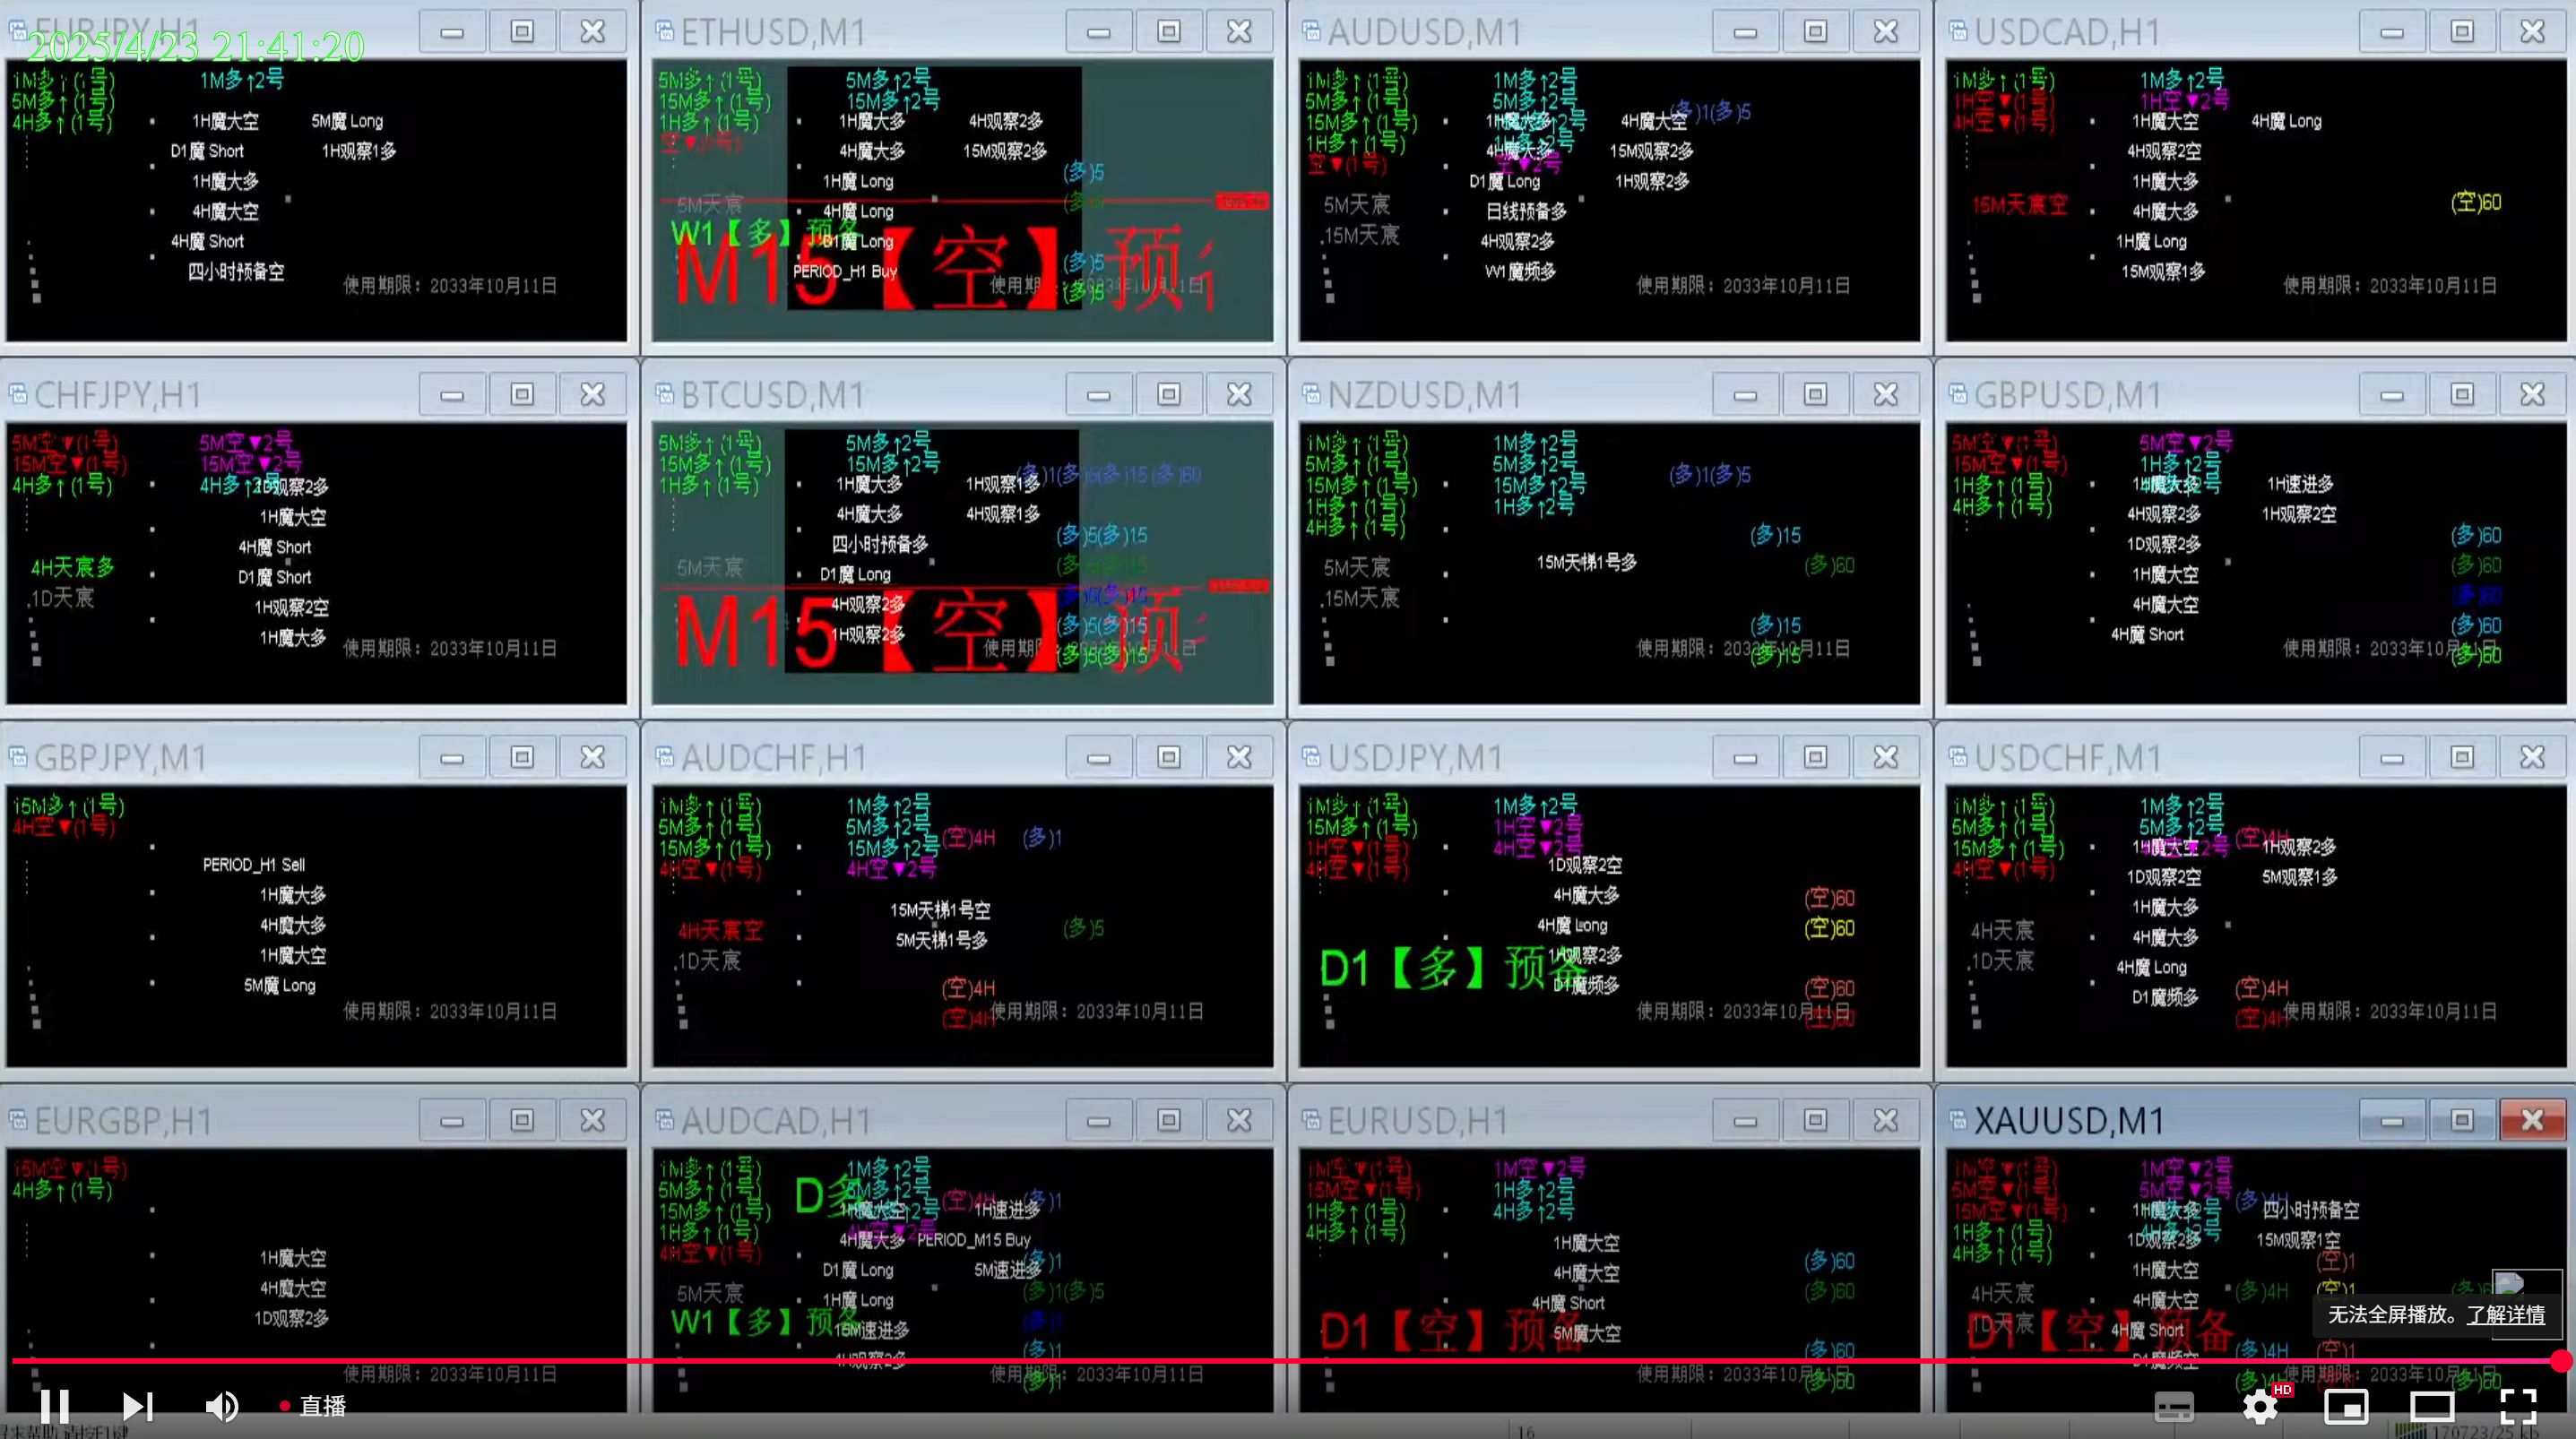 EURJPY,H1
2025/4/23 21:41:20
1M多↑(1号)
5M多↑(1号)
4H多↑(1号)
1M多↑2号
1H魔大空 5M魔 Long
D1魔 Short 1H观察1多
1H魔大多
4H魔大空
4H魔 Short
四小时预备空
使用期限：2033年10月11日
ETHUSD,M1
5M多↑(1号)
15M多↑(1号)
1H多↑(1号)
空▼(1号)
5M多↑2号
15M多↑2号
1H魔大多 4H观察2多
4H魔大多 15M观察2多
1H魔 Long
4H魔 Long
D1魔 Long
PERIOD_H1 Buy
(多)5
5M天宸
W1【多】预备
M15【空】预
(多)5
(多)5
AUDUSD,M1
1M多↑(1号)
5M多↑(1号)
15M多↑(1号)
1H多↑(1号)
空▼(1号)
1M多↑2号
5M多↑2号
空▼2号
(多)1(多)5
1H魔大多 4H魔大空
4H魔大多 15M观察2多
D1魔 Long 1H观察2多
日线预备多
4H观察2多
W1魔频多
5M天宸
15M天宸
使用期限：2033年10月11日
USDCAD,H1
1M多↑(1号)
1H空▼(1号)
4H空▼(1号)
1M多↑2号
1H空▼2号
1H魔大空 4H魔 Long
4H观察2空
1H魔大多
4H魔大多
1H魔 Long
15M观察1多
15M天宸空
(空)60
使用期限：2033年10月11日
CHFJPY,H1
5M空▼(1号)
15M空▼(1号)
4H多↑(1号)
5M空▼2号
15M空▼2号
4H多↑2号
1D观察2多
1H魔大空
4H魔 Short
D1魔 Short
1H观察2空
1H魔大多
4H天宸多
1D天宸
使用期限：2033年10月11日
BTCUSD,M1
5M多↑(1号)
15M多↑(1号)
1H多↑(1号)
5M多↑2号
15M多↑2号
(多)1(多)5(多)15(多)60
1H魔大多 1H观察1多
4H魔大多 4H观察1多
四小时预备多
D1魔 Long
4H观察2多
1H观察2多
5M天宸
M15【空】预
(多)5(多)15
(多)5(多)15
(多)5(多)15
(多)5(多)15
NZDUSD,M1
1M多↑(1号)
5M多↑(1号)
15M多↑(1号)
1H多↑(1号)
4H多↑(1号)
1M多↑2号
5M多↑2号
15M多↑2号
1H多↑2号
(多)1(多)5
15M天梯1号多
5M天宸
15M天宸
(多)15
(多)60
(多)15
(多)15
使用期限：2033年10月11日
GBPUSD,M1
5M空▼(1号)
15M空▼(1号)
1H多↑(1号)
4H多↑(1号)
5M空▼2号
1H多↑2号
1H魔大多 1H速进多
4H观察2多 1H观察2空
1D观察2多
1H魔大空
4H魔大空
4H魔 Short
(多)60
(多)60
(多)60
(多)60
(多)60
使用期限：2033年10月11日
GBPJPY,M1
15M多↑(1号)
4H空▼(1号)
PERIOD_H1 Sell
1H魔大多
4H魔大多
1H魔大空
5M魔 Long
使用期限：2033年10月11日
AUDCHF,H1
1M多↑(1号)
5M多↑(1号)
15M多↑(1号)
4H空▼(1号)
1M多↑2号
5M多↑2号
15M多↑2号
4H空▼2号
(空)4H (多)1
15M天梯1号空
5M天梯1号多
4H天宸空
1D天宸
(多)5
(空)4H
(空)4H
使用期限：2033年10月11日
USDJPY,M1
1M多↑(1号)
15M多↑(1号)
1H空▼(1号)
4H空▼(1号)
1M多↑2号
1H空▼2号
4H空▼2号
1D观察2空
4H魔大多
4H魔 Long
1H观察2多
D1魔频多
D1【多】预备
(空)60
(空)60
(空)60
(空)60
使用期限：2033年10月11日
USDCHF,M1
1M多↑(1号)
5M多↑(1号)
15M多↑(1号)
4H空▼(1号)
1M多↑2号
5M多↑2号
(空)4H
1H魔大空 1H观察2多
1D观察2空 5M观察1多
1H魔大多
4H魔大多
4H魔 Long
D1魔频多
4H天宸
1D天宸
(空)4H
(空)4H
使用期限：2033年10月11日
EURGBP,H1
15M空▼(1号)
4H多↑(1号)
1H魔大空
4H魔大空
1D观察2多
使用期限：2033年10月11日
AUDCAD,H1
1M多↑(1号)
5M多↑(1号)
15M多↑(1号)
1H多↑(1号)
4H空▼(1号)
D多
1M多↑2号
5M多↑2号
(空)4H (多)1
1H魔大空 1H速进多
4H魔大多 PERIOD_M15 Buy
D1魔 Long 5M速进多
1H魔 Long
15M速进多
4H观察2多
5M天宸
W1【多】预备
(多)1
(多)1(多)5
(多)1
(多)1
(多)1
使用期限：2033年10月11日
EURUSD,H1
1M空▼(1号)
15M空▼(1号)
1H多↑(1号)
4H多↑(1号)
1M空▼2号
1H多↑2号
4H多↑2号
1H魔大空
4H魔大空
4H魔 Short
5M魔大空
D1【空】预备
(多)60
(多)60
(多)60
(多)60
使用期限：2033年10月11日
XAUUSD,M1
1M空▼(1号)
5M空▼(1号)
15M空▼(1号)
1H多↑(1号)
4H多↑(1号)
1M空▼2号
5M空▼2号
(多)4H
1H魔大多 四小时预备空
1D观察2多 15M观察1空
1H魔大空
4H魔大空
4H魔 Short
D1魔频空
4H天宸
1D天宸
D1【空】预备
(空)1
(多)4H (空)1
(多)4H (空)1
使用期限：2033年10月11日
无法全屏播放。了解详情
直播
HD
16
170723/25 kb